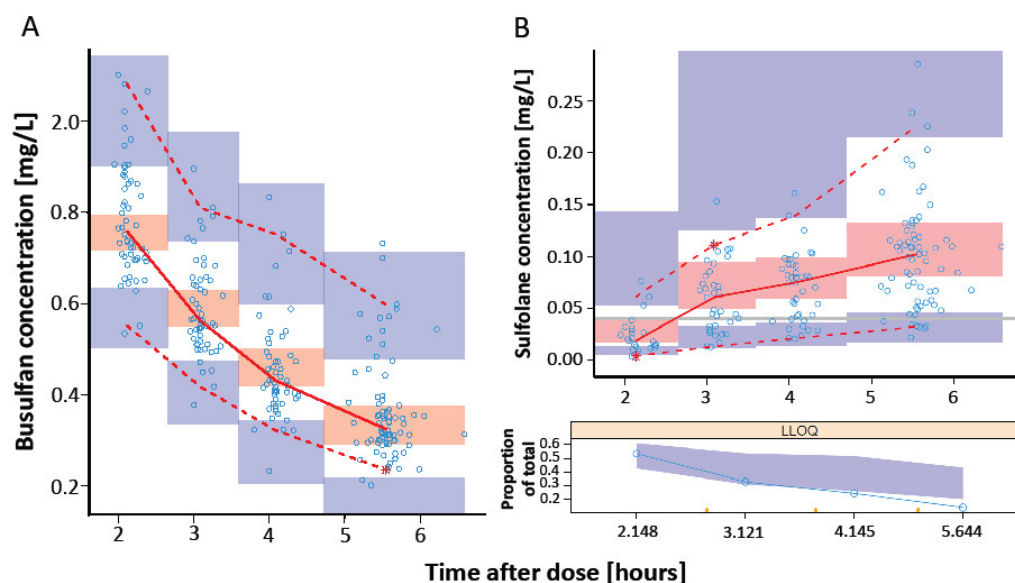 A
B
Busulfan concentration [mg/L]
2.0
0.8
0.6
0.4
0.2
2 3 4 5 6
Sulfolane concentration [mg/L]
0.25
0.20
0.15
0.10
0.05
0.00
2 3 4 5 6
LLOQ
Proportion
of total
0.6
0.5
0.4
0.3
0.2
2.148 3.121 4.145 5.644
Time after dose [hours]